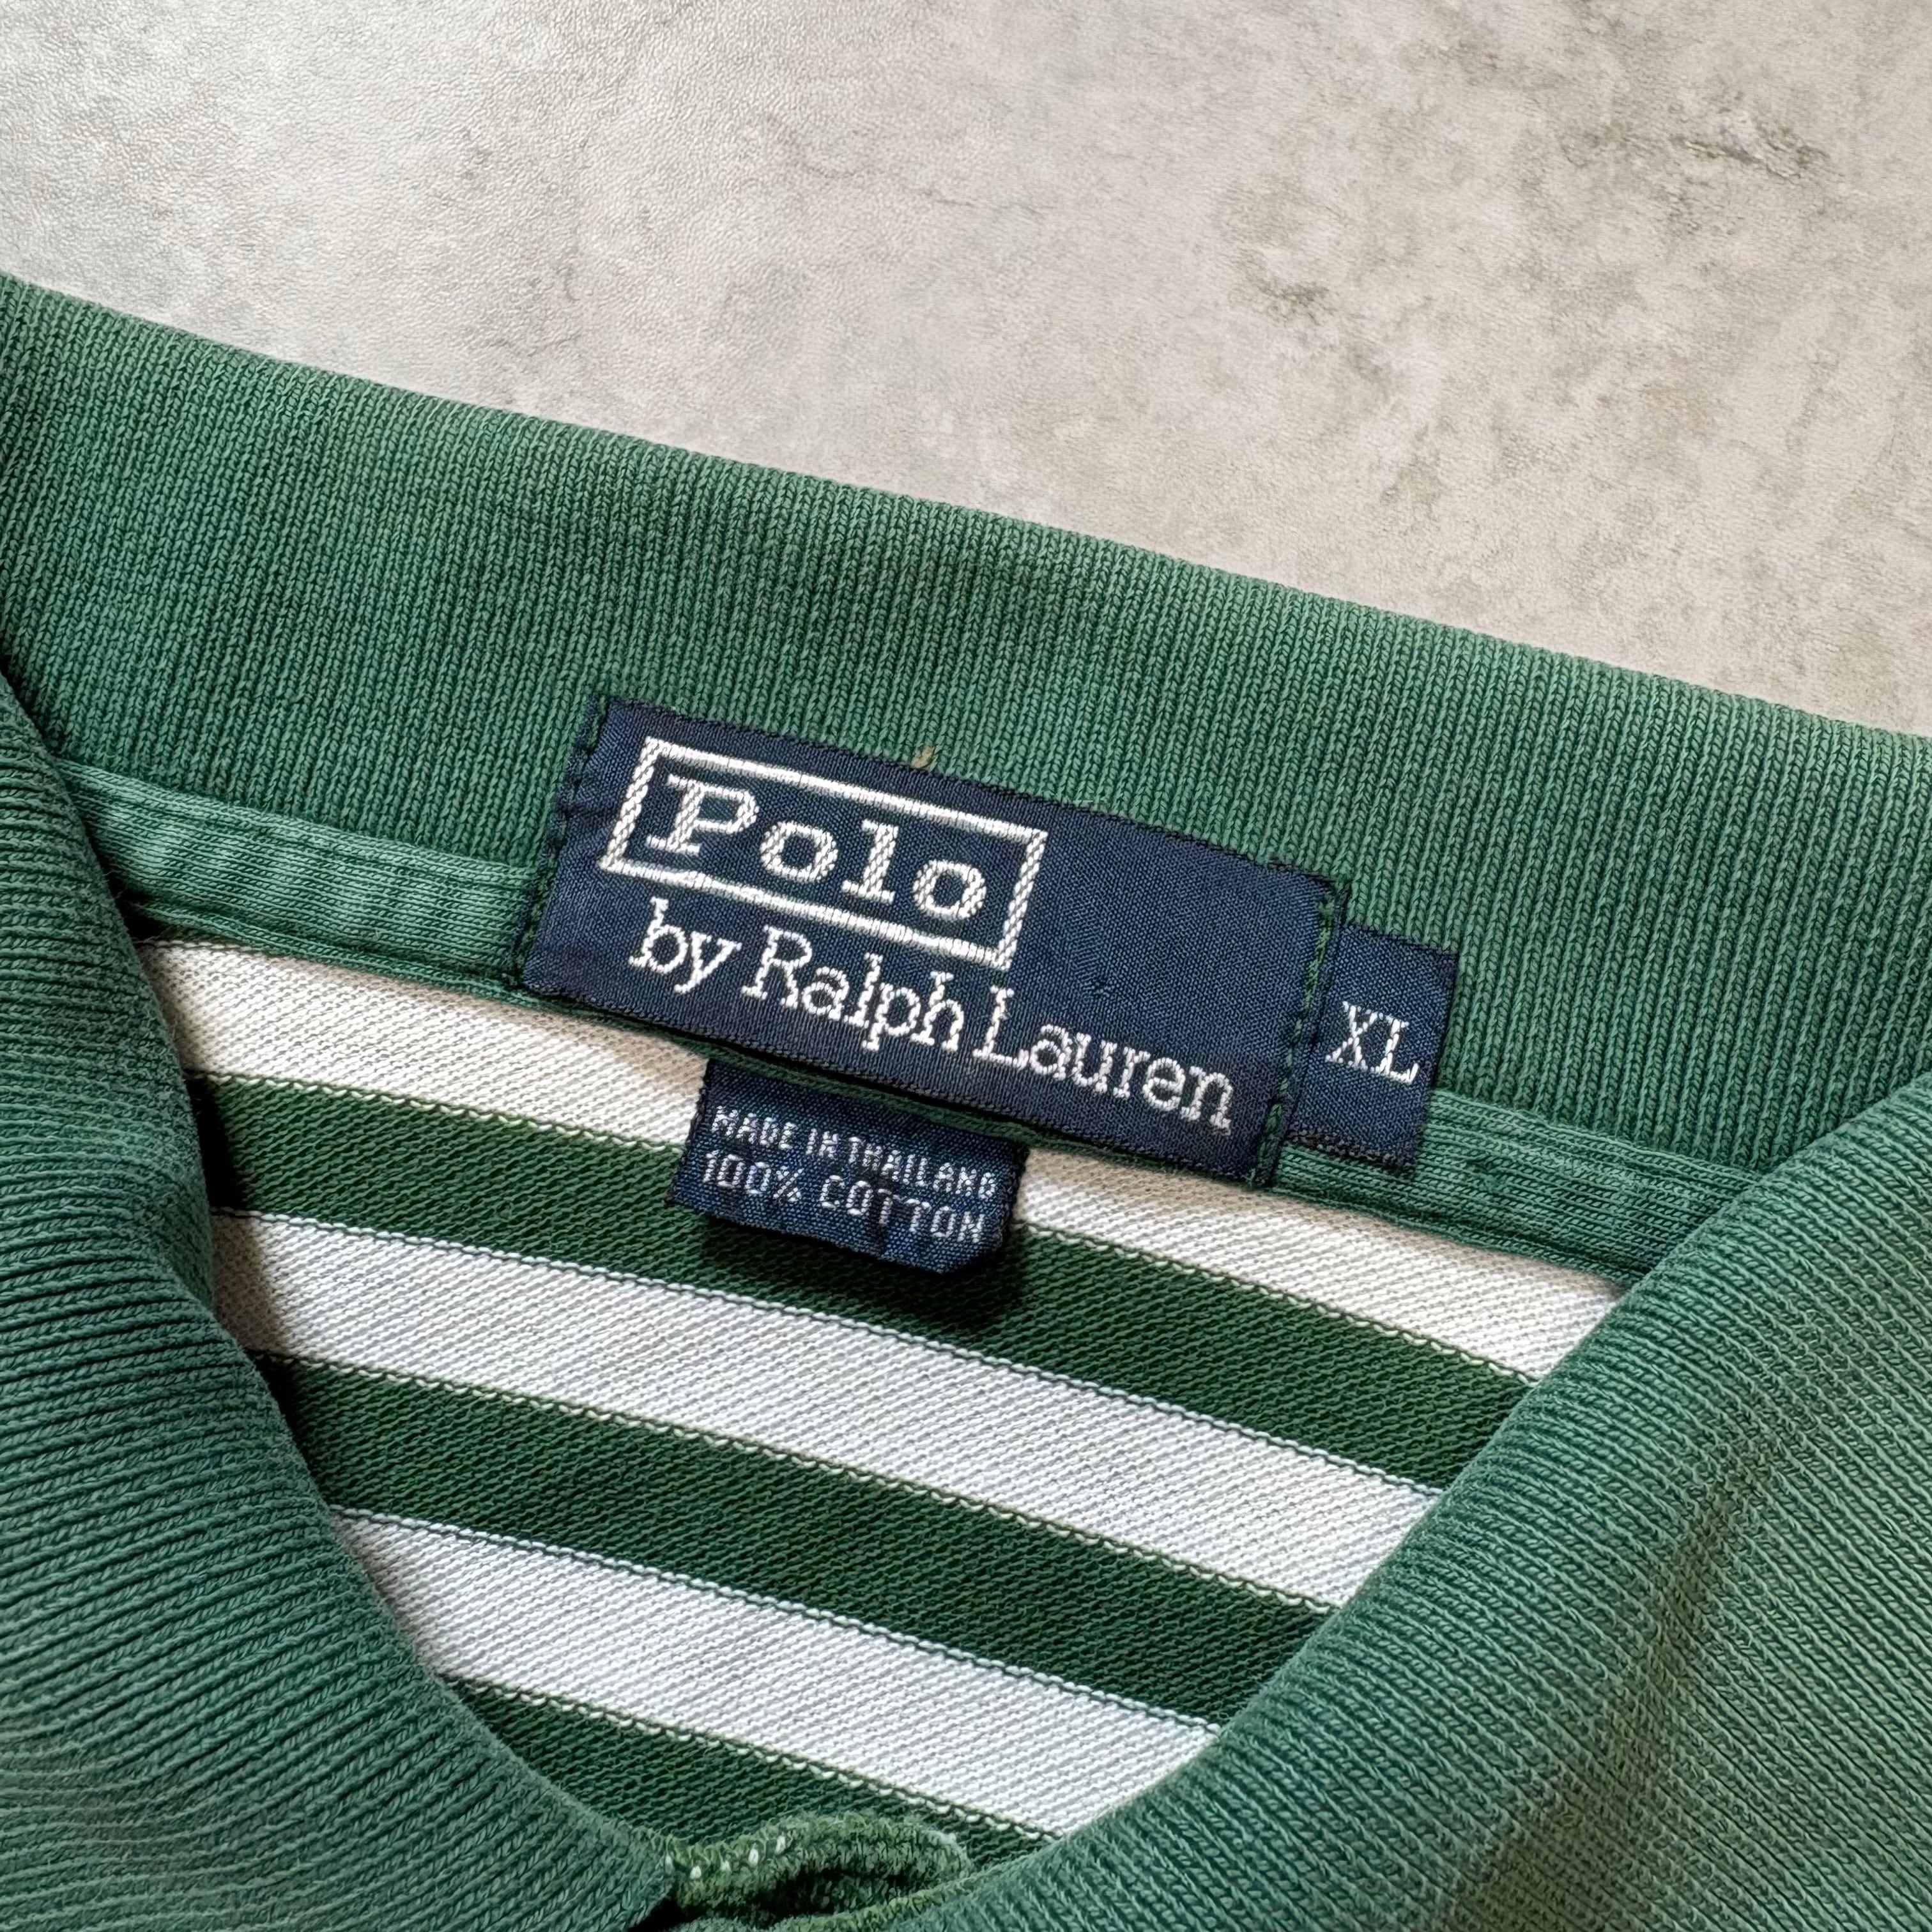 Polo
by Ralph Lauren
XL
MADE IN THAILAND
100% COTTON